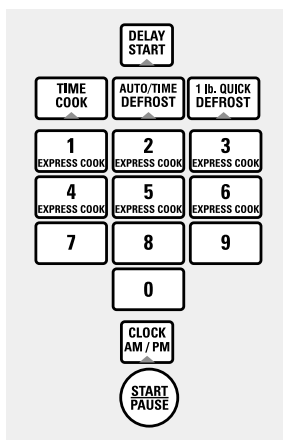 DELAY
START
TIME
COOK
AUTO/TIME
DEFROST
1 lb. QUICK
DEFROST
1
EXPRESS COOK
2
EXPRESS COOK
3
EXPRESS COOK
4
EXPRESS COOK
5
EXPRESS COOK
6
EXPRESS COOK
7
8
9
0
CLOCK
AM / PM
START
PAUSE